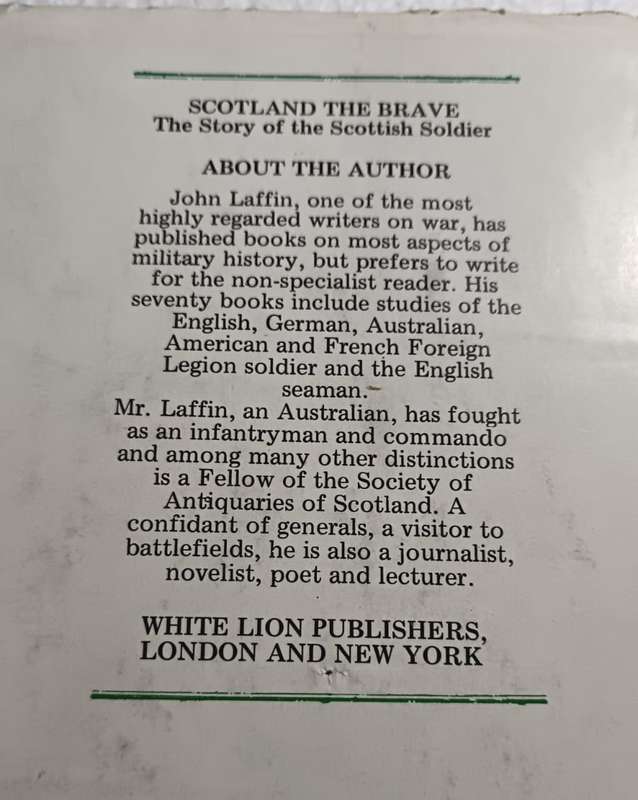 SCOTLAND THE BRAVE
The Story of the Scottish Soldier
ABOUT THE AUTHOR
John Laffin, one of the most
highly regarded writers on war, has
published books on most aspects of
military history, but prefers to write
for the non-specialist reader. His
seventy books include studies of the
English, German, Australian,
American and French Foreign
Legion soldier and the English
seaman.
Mr. Laffin, an Australian, has fought
as an infantryman and commando
and among many other distinctions
is a Fellow of the Society of
Antiquaries of Scotland. A
confidant of generals, a visitor to
battlefields, he is also a journalist,
novelist, poet and lecturer.
WHITE LION PUBLISHERS,
LONDON AND NEW YORK